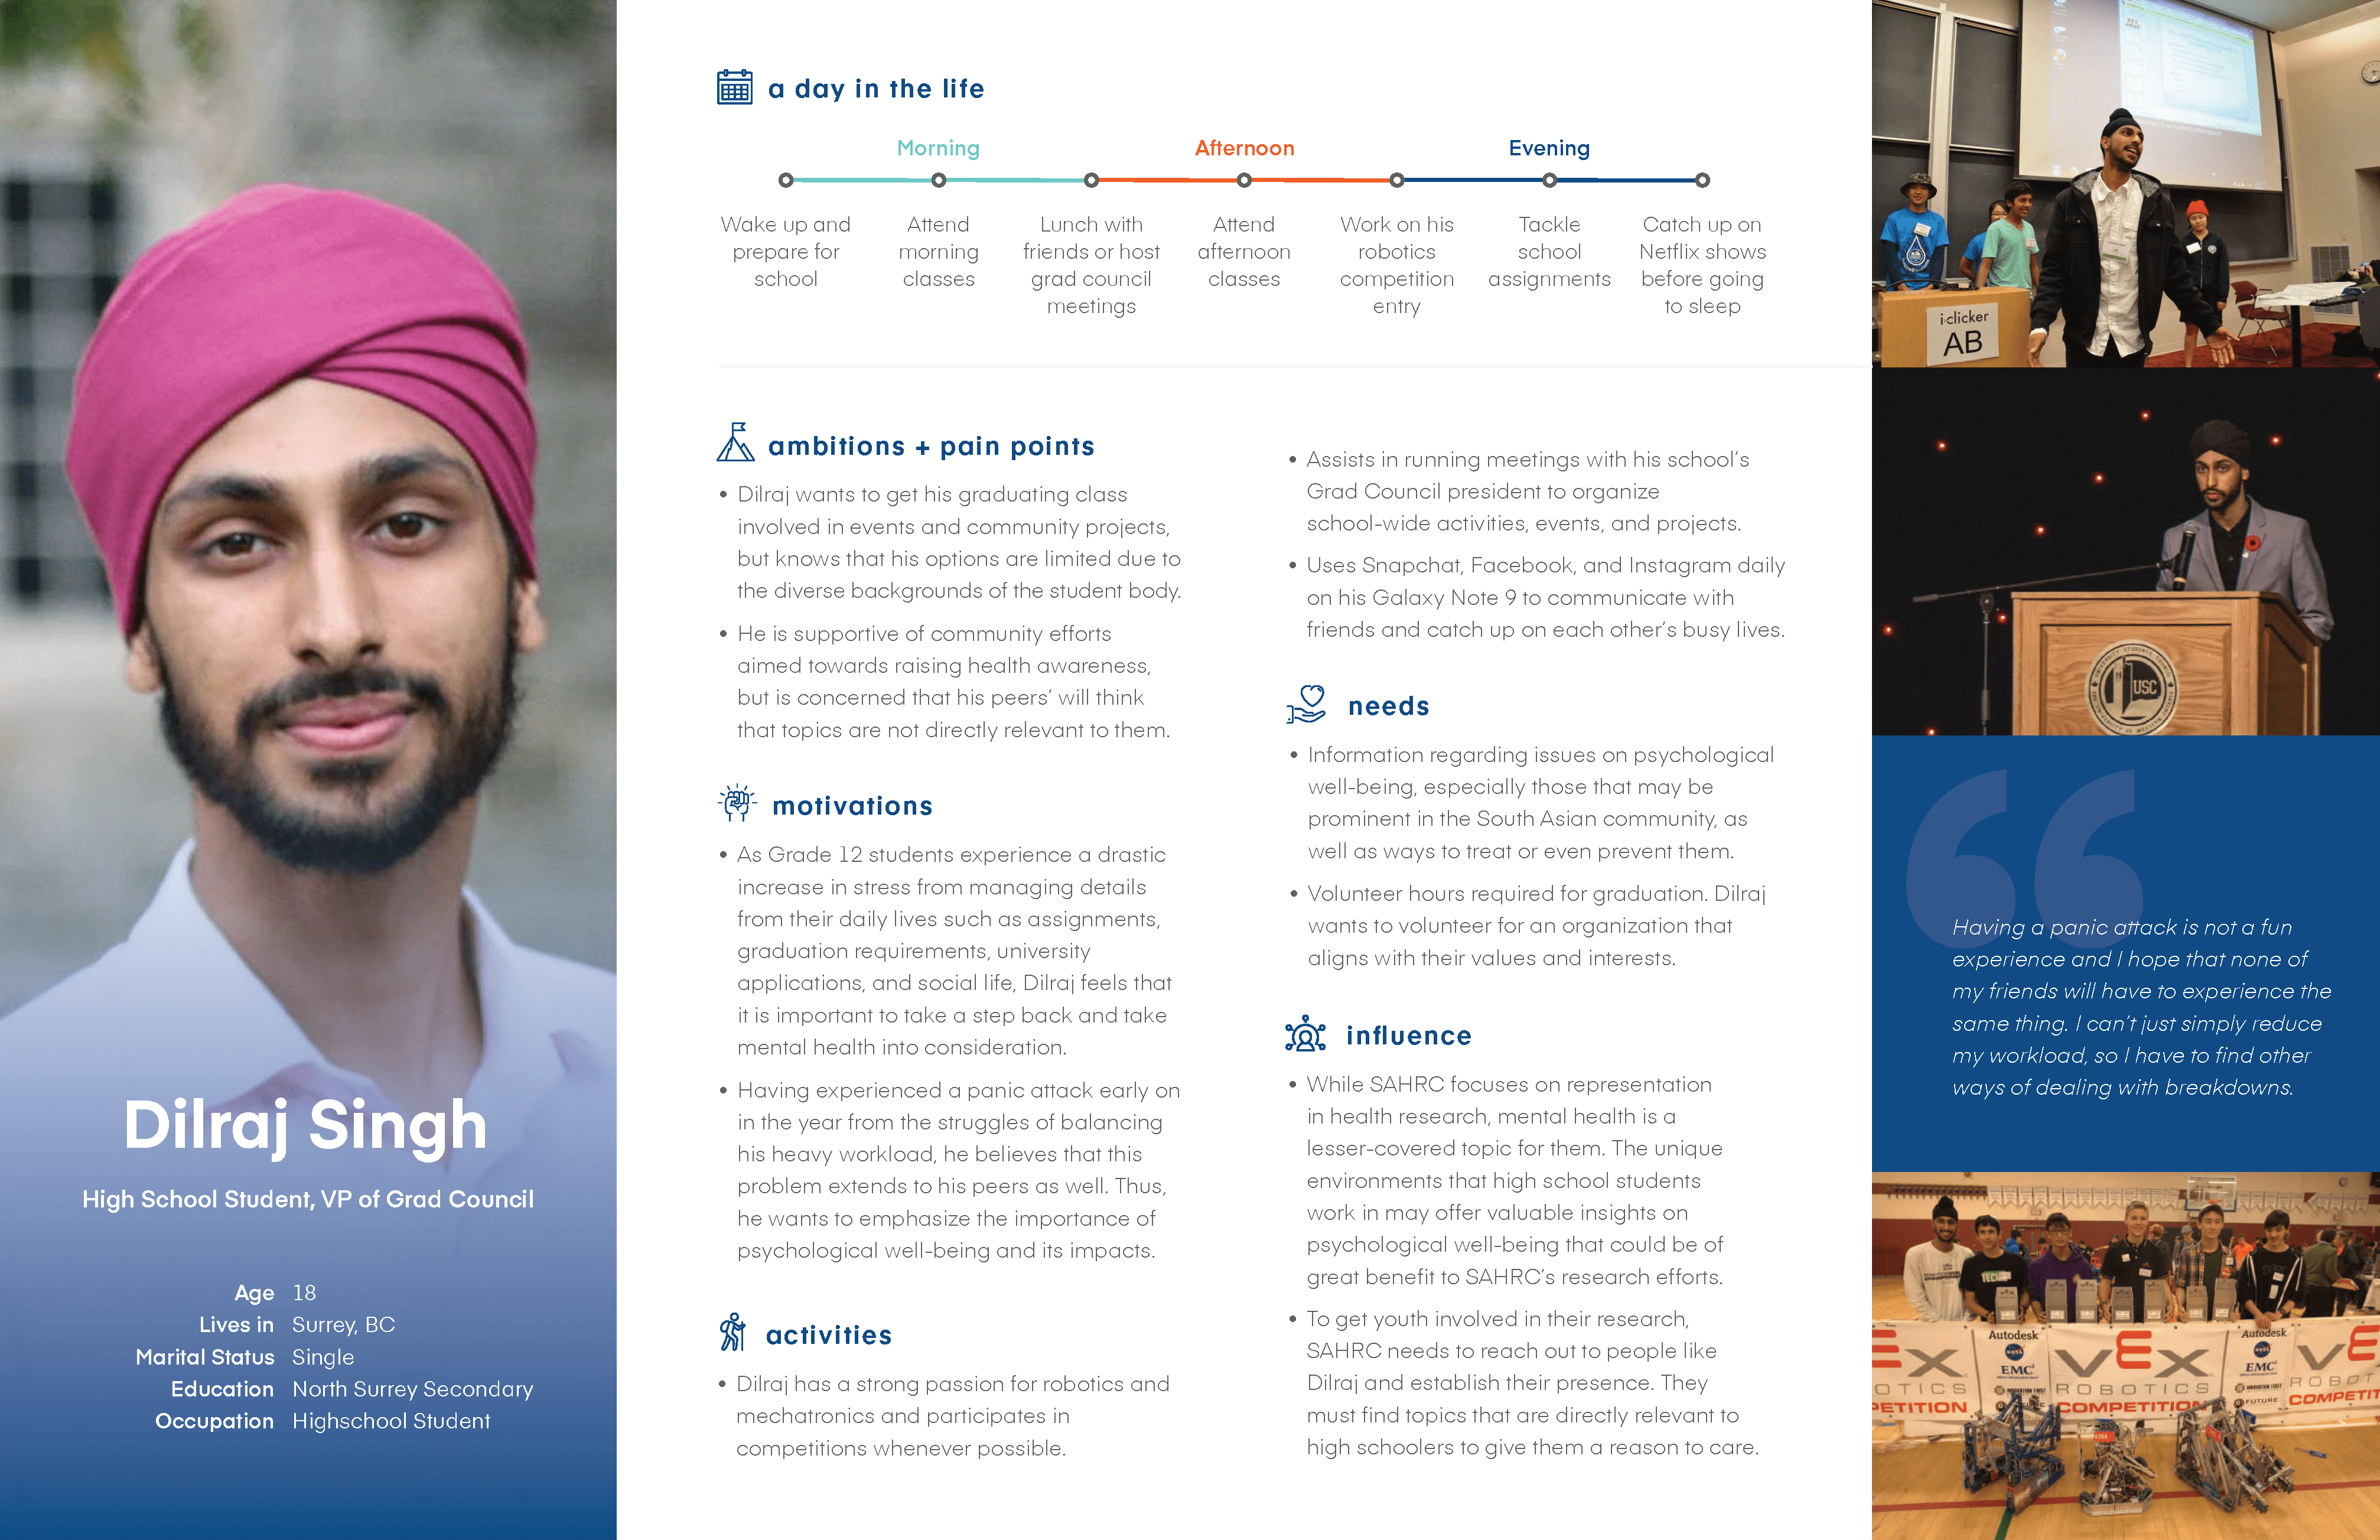 Dilraj Singh
High School Student, VP of Grad Council
Age 18
Lives in Surrey, BC
Marital Status Single
Education North Surrey Secondary
Occupation Highschool Student
a day in the life
Morning
Afternoon
Evening
Wake up and
prepare for
school
Attend
morning
classes
Lunch with
friends or host
grad council
meetings
Attend
afternoon
classes
Work on his
robotics
competition
entry
Tackle
school
assignments
Catch up on
Netflix shows
before going
to sleep
ambitions + pain points
• Dilraj wants to get his graduating class
involved in events and community projects,
but knows that his options are limited due to
the diverse backgrounds of the student body.
• He is supportive of community efforts
aimed towards raising health awareness,
but is concerned that his peers’ will think
that topics are not directly relevant to them.
motivations
• As Grade 12 students experience a drastic
increase in stress from managing details
from their daily lives such as assignments,
graduation requirements, university
applications, and social life, Dilraj feels that
it is important to take a step back and take
mental health into consideration.
• Having experienced a panic attack early on
in the year from the struggles of balancing
his heavy workload, he believes that this
problem extends to his peers as well. Thus,
he wants to emphasize the importance of
psychological well-being and its impacts.
activities
• Dilraj has a strong passion for robotics and
mechatronics and participates in
competitions whenever possible.
• Assists in running meetings with his school’s
Grad Council president to organize
school-wide activities, events, and projects.
• Uses Snapchat, Facebook, and Instagram daily
on his Galaxy Note 9 to communicate with
friends and catch up on each other’s busy lives.
needs
• Information regarding issues on psychological
well-being, especially those that may be
prominent in the South Asian community, as
well as ways to treat or even prevent them.
• Volunteer hours required for graduation. Dilraj
wants to volunteer for an organization that
aligns with their values and interests.
influence
• While SAHRC focuses on representation
in health research, mental health is a
lesser-covered topic for them. The unique
environments that high school students
work in may offer valuable insights on
psychological well-being that could be of
great benefit to SAHRC’s research efforts.
• To get youth involved in their research,
SAHRC needs to reach out to people like
Dilraj and establish their presence. They
must find topics that are directly relevant to
high schoolers to give them a reason to care.
i-clicker
AB
UNIVERSITY STUDENTS' COUNCIL
USC
“
Having a panic attack is not a fun
experience and I hope that none of
my friends will have to experience the
same thing. I can’t just simply reduce
my workload, so I have to find other
ways of dealing with breakdowns.
Autodesk
NASA
EMC²
VEX
ROBOTICS
COMPETITION
Autodesk
EMC²
COMPETIT